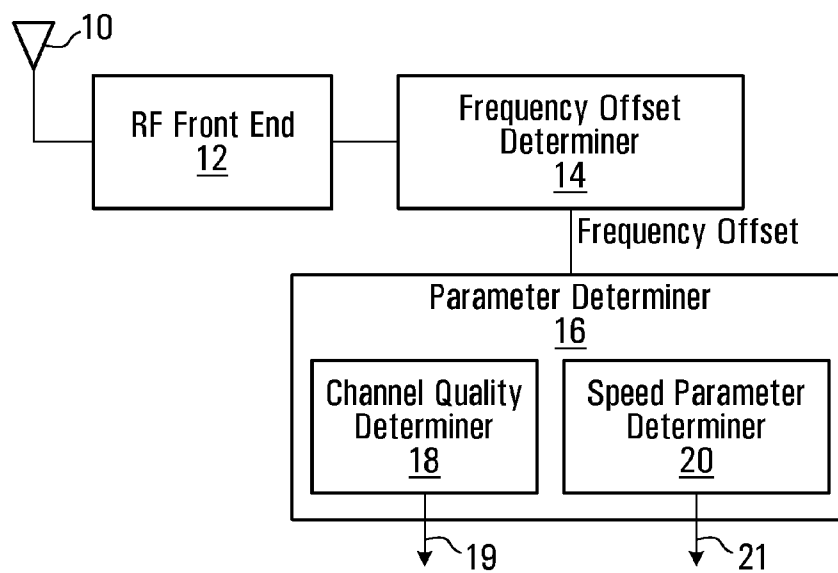 10
RF Front End
12
Frequency Offset
Determiner
14
Frequency Offset
Parameter Determiner
16
Channel Quality
Determiner
18
Speed Parameter
Determiner
20
19
21